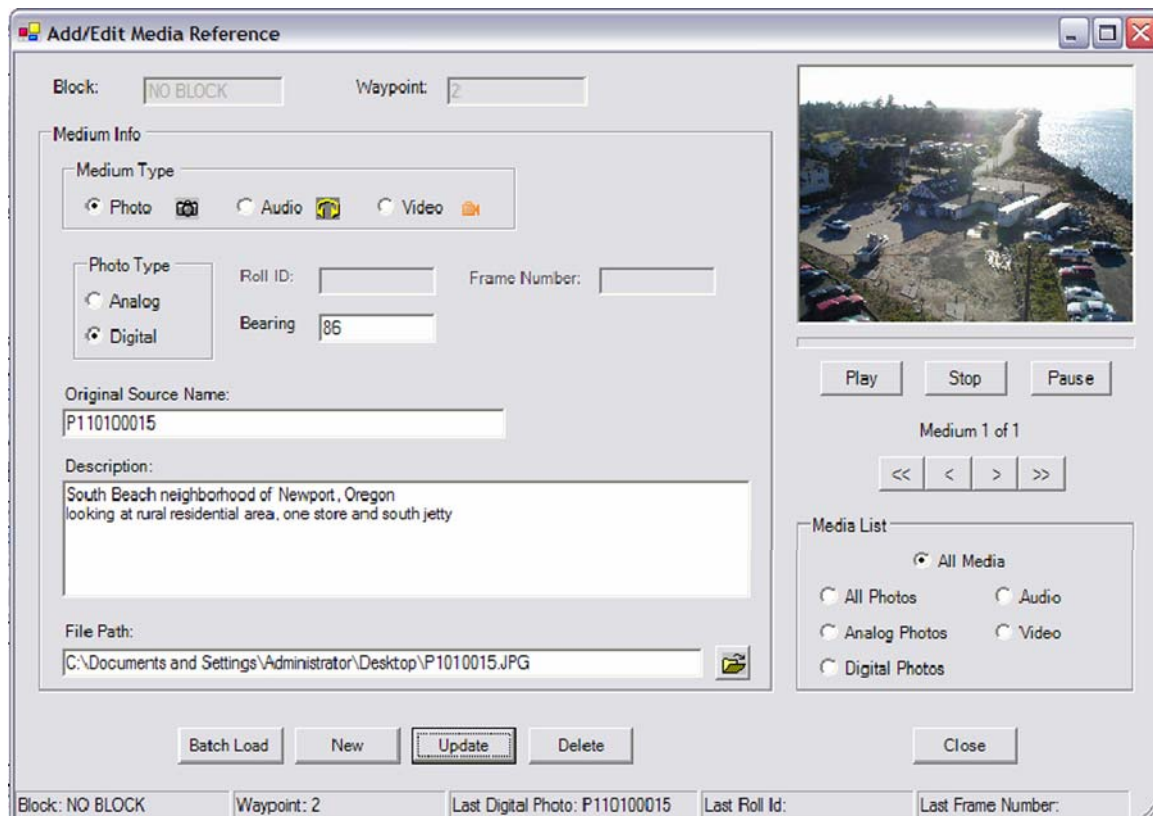 Add/Edit Media Reference
Block: NO BLOCK Waypoint: 2
Medium Info
Medium Type
Photo Audio Video
Photo Type
Analog
Digital
Roll ID: Frame Number:
Bearing 86
Original Source Name:
P110100015
Description:
South Beach neighborhood of Newport, Oregon
looking at rural residential area, one store and south jetty
File Path:
C:\Documents and Settings\Administrator\Desktop\P1010015.JPG
Batch Load New Update Delete
Play Stop Pause
Medium 1 of 1
<< < > >>
Media List
All Media
All Photos Audio
Analog Photos Video
Digital Photos
Close
Block: NO BLOCK Waypoint: 2 Last Digital Photo: P110100015 Last Roll Id: Last Frame Number: